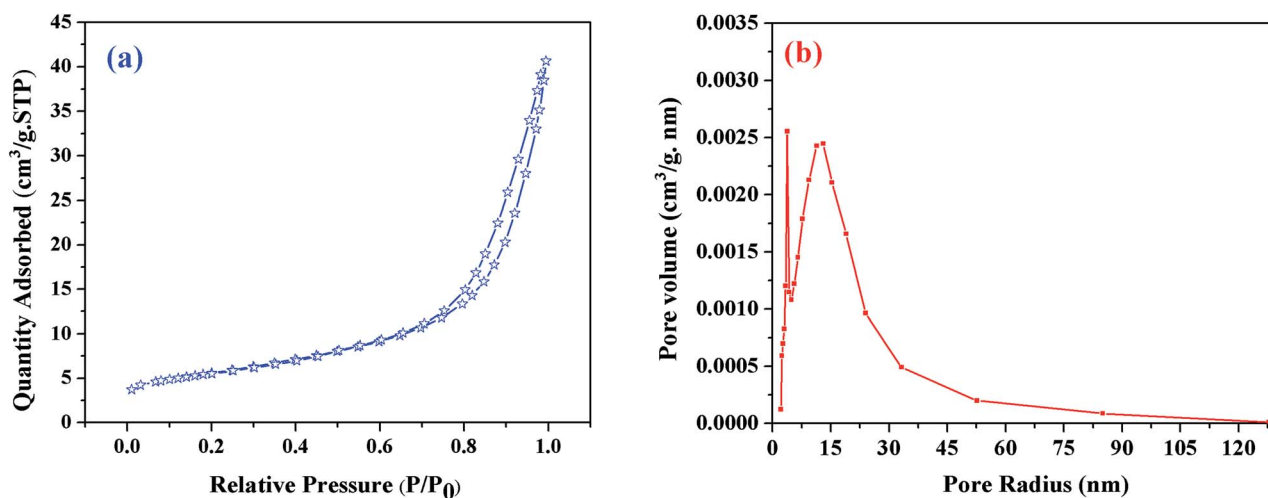 (a)
Quantity Adsorbed (cm³/g.STP)
45
40
35
30
25
20
15
10
5
0
0.0 0.2 0.4 0.6 0.8 1.0
Relative Pressure (P/P₀)
(b)
Pore volume (cm³/g. nm)
0.0035
0.0030
0.0025
0.0020
0.0015
0.0010
0.0005
0.0000
0 15 30 45 60 75 90 105 120
Pore Radius (nm)